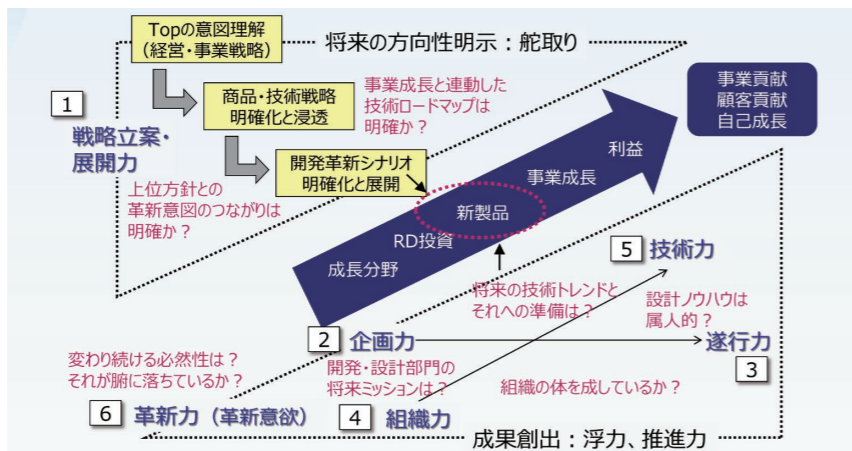 Topの意図理解
(経営・事業戦略)
将来の方向性明示：舵取り
1
戦略立案・
展開力
商品・技術戦略
明確化と浸透
事業成長と連動した
技術ロードマップは
明確か？
事業貢献
顧客貢献
自己成長
開発革新シナリオ
明確化と展開
上位方針との
革新意図のつながりは
明確か？
利益
事業成長
新製品
RD投資
成長分野
5 技術力
将来の技術トレンドと
それへの準備は？
設計ノウハウは
属人的？
2 企画力
遂行力
3
変わり続ける必然性は？
それが腑に落ちているか？
開発・設計部門の
将来ミッションは？
組織の体を成しているか？
6 革新力（革新意欲）
4 組織力
成果創出：浮力、推進力